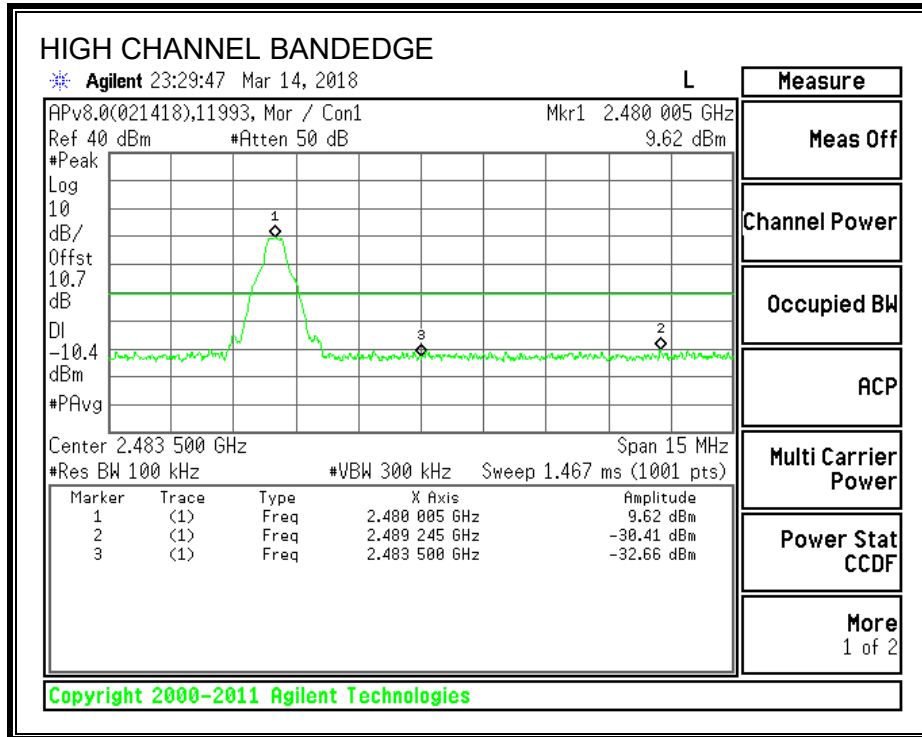 HIGH CHANNEL BANDEDGE
Agilent 23:29:47 Mar 14, 2018 L
Measure
APv8.0(021418),11993, Mor / Con1 Mkr1 2.480 005 GHz
Ref 40 dBm #Atten 50 dB 9.62 dBm
Meas Off
#Peak
Log
10
dB/
Offst
10.7
dB
DI
-10.4
dBm
#PAvg
1
2
3
Channel Power
Occupied BW
ACP
Center 2.483 500 GHz Span 15 MHz
#Res BW 100 kHz #VBW 300 kHz Sweep 1.467 ms (1001 pts)
Multi Carrier
Power
Marker Trace Type X Axis Amplitude
1 (1) Freq 2.480 005 GHz 9.62 dBm
2 (1) Freq 2.489 245 GHz -30.41 dBm
3 (1) Freq 2.483 500 GHz -32.66 dBm
Power Stat
CCDF
More
1 of 2
Copyright 2000-2011 Agilent Technologies